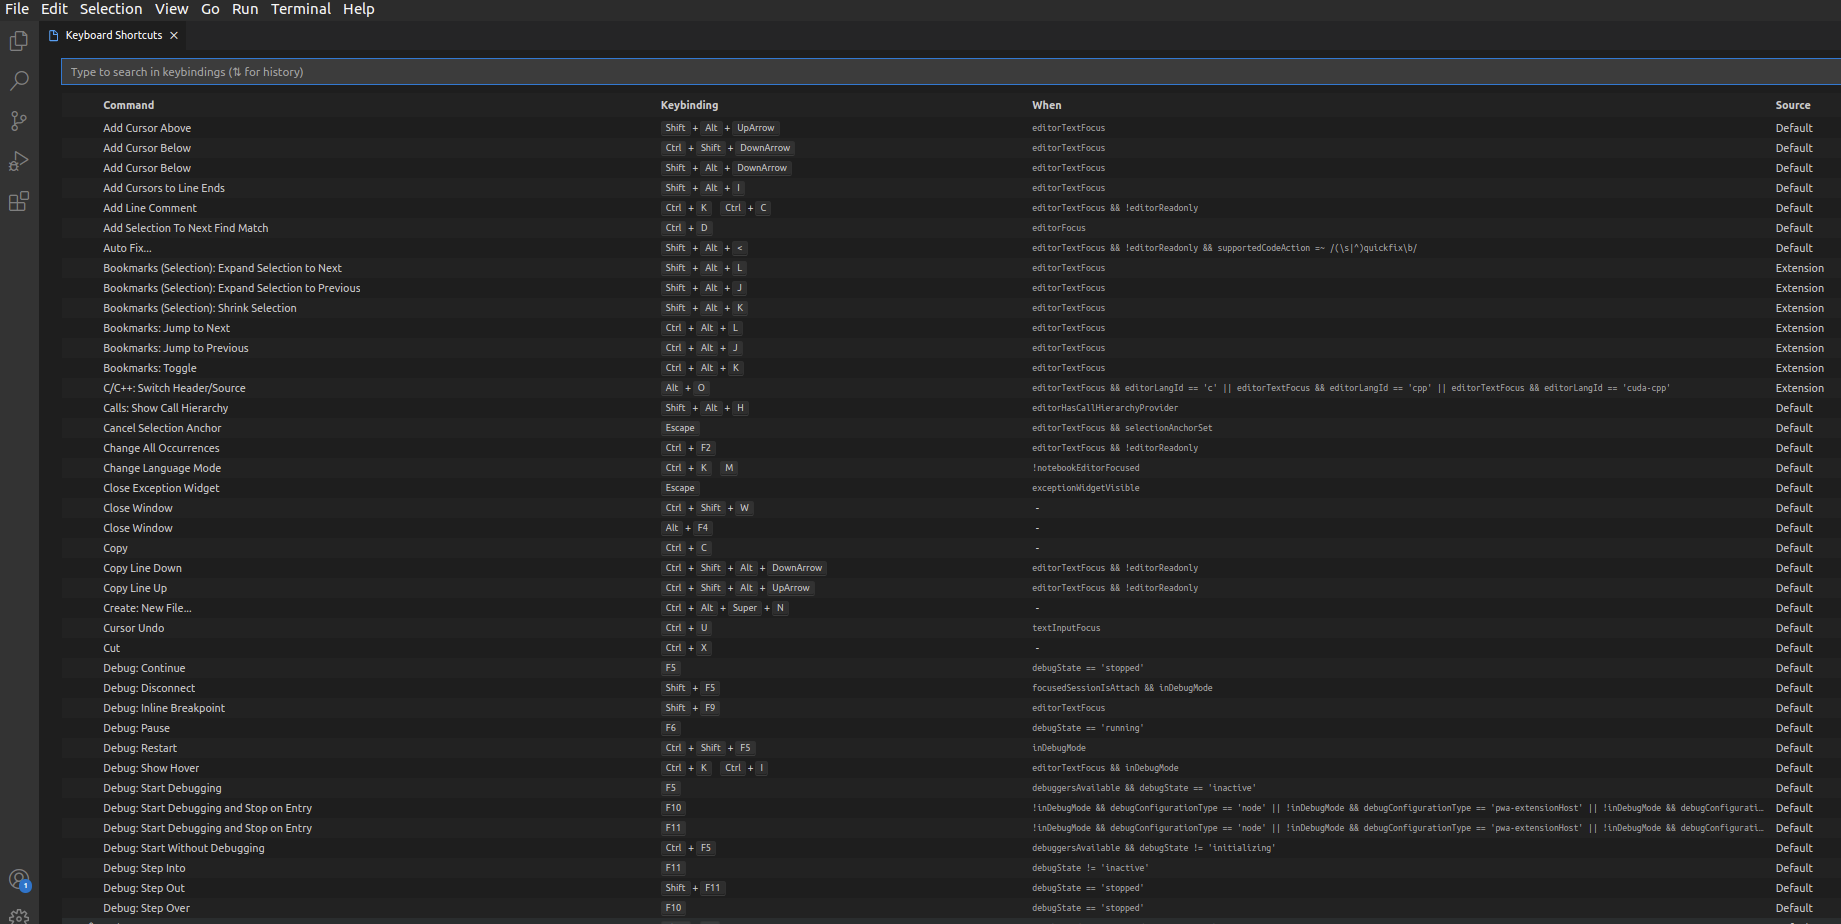 File Edit Selection View Go Run Terminal Help
Keyboard Shortcuts ×
Type to search in keybindings (⇅ for history)
Command Keybinding When Source
Add Cursor Above Shift + Alt + UpArrow editorTextFocus Default
Add Cursor Below Ctrl + Shift + DownArrow editorTextFocus Default
Add Cursor Below Shift + Alt + DownArrow editorTextFocus Default
Add Cursors to Line Ends Shift + Alt + I editorTextFocus Default
Add Line Comment Ctrl + K Ctrl + C editorTextFocus && !editorReadonly Default
Add Selection To Next Find Match Ctrl + D editorFocus Default
Auto Fix... Shift + Alt + < editorTextFocus && !editorReadonly && supportedCodeAction =~ /(\s|^)quickfix\b/ Default
Bookmarks (Selection): Expand Selection to Next Shift + Alt + L editorTextFocus Extension
Bookmarks (Selection): Expand Selection to Previous Shift + Alt + J editorTextFocus Extension
Bookmarks (Selection): Shrink Selection Shift + Alt + K editorTextFocus Extension
Bookmarks: Jump to Next Ctrl + Alt + L editorTextFocus Extension
Bookmarks: Jump to Previous Ctrl + Alt + J editorTextFocus Extension
Bookmarks: Toggle Ctrl + Alt + K editorTextFocus Extension
C/C++: Switch Header/Source Alt + O editorTextFocus && editorLangId == 'c' || editorTextFocus && editorLangId == 'cpp' || editorTextFocus && editorLangId == 'cuda-cpp' Extension
Calls: Show Call Hierarchy Shift + Alt + H editorHasCallHierarchyProvider Default
Cancel Selection Anchor Escape editorTextFocus && selectionAnchorSet Default
Change All Occurrences Ctrl + F2 editorTextFocus && !editorReadonly Default
Change Language Mode Ctrl + K M !notebookEditorFocused Default
Close Exception Widget Escape exceptionWidgetVisible Default
Close Window Ctrl + Shift + W - Default
Close Window Alt + F4 - Default
Copy Ctrl + C - Default
Copy Line Down Ctrl + Shift + Alt + DownArrow editorTextFocus && !editorReadonly Default
Copy Line Up Ctrl + Shift + Alt + UpArrow editorTextFocus && !editorReadonly Default
Create: New File... Ctrl + Alt + Super + N - Default
Cursor Undo Ctrl + U textInputFocus Default
Cut Ctrl + X - Default
Debug: Continue F5 debugState == 'stopped' Default
Debug: Disconnect Shift + F5 focusedSessionIsAttach && inDebugMode Default
Debug: Inline Breakpoint Shift + F9 editorTextFocus Default
Debug: Pause F6 debugState == 'running' Default
Debug: Restart Ctrl + Shift + F5 inDebugMode Default
Debug: Show Hover Ctrl + K Ctrl + I editorTextFocus && inDebugMode Default
Debug: Start Debugging F5 debuggersAvailable && debugState == 'inactive' Default
Debug: Start Debugging and Stop on Entry F10 !inDebugMode && debugConfigurationType == 'node' || !inDebugMode && debugConfigurationType == 'pwa-extensionHost' || !inDebugMode && debugConfigurati... Default
Debug: Start Debugging and Stop on Entry F11 !inDebugMode && debugConfigurationType == 'node' || !inDebugMode && debugConfigurationType == 'pwa-extensionHost' || !inDebugMode && debugConfigurati... Default
Debug: Start Without Debugging Ctrl + F5 debuggersAvailable && debugState != 'initializing' Default
Debug: Step Into F11 debugState != 'inactive' Default
Debug: Step Out Shift + F11 debugState == 'stopped' Default
1
Debug: Step Over F10 debugState == 'stopped' Default